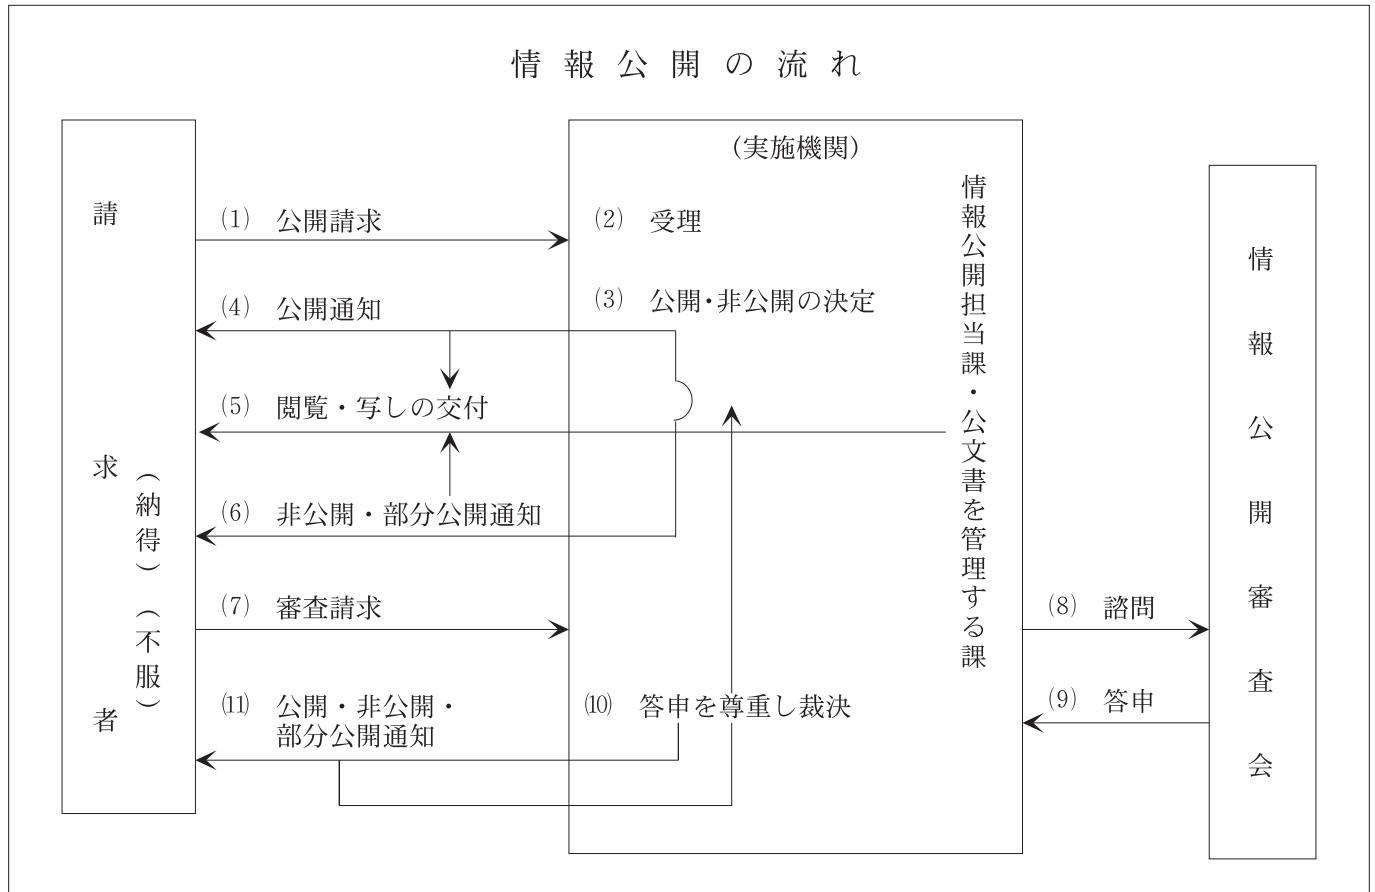 情報公開の流れ
請求者
（納得）（不服）
(1) 公開請求
(4) 公開通知
(5) 閲覧・写しの交付
(6) 非公開・部分公開通知
(7) 審査請求
(11) 公開・非公開・
部分公開通知
（実施機関）
(2) 受理
(3) 公開・非公開の決定
(10) 答申を尊重し裁決
情報公開担当課・公文書を管理する課
(8) 諮問
(9) 答申
情報公開審査会